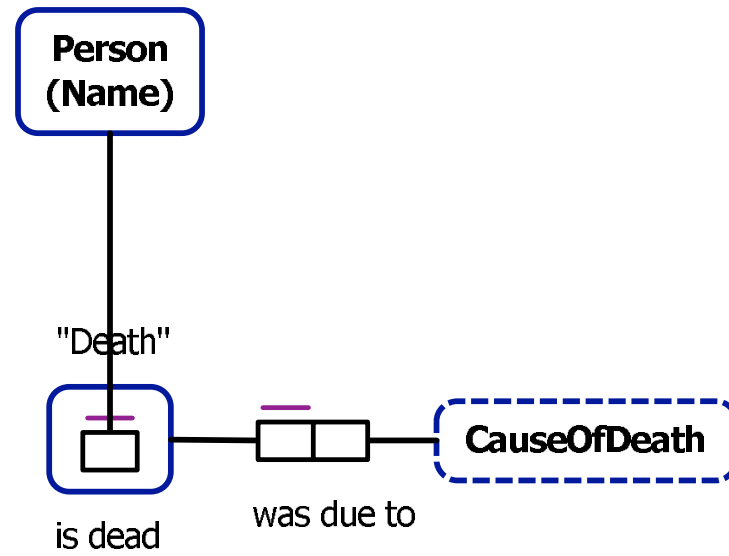 Person
(Name)
"Death"
CauseOfDeath
was due to
is dead